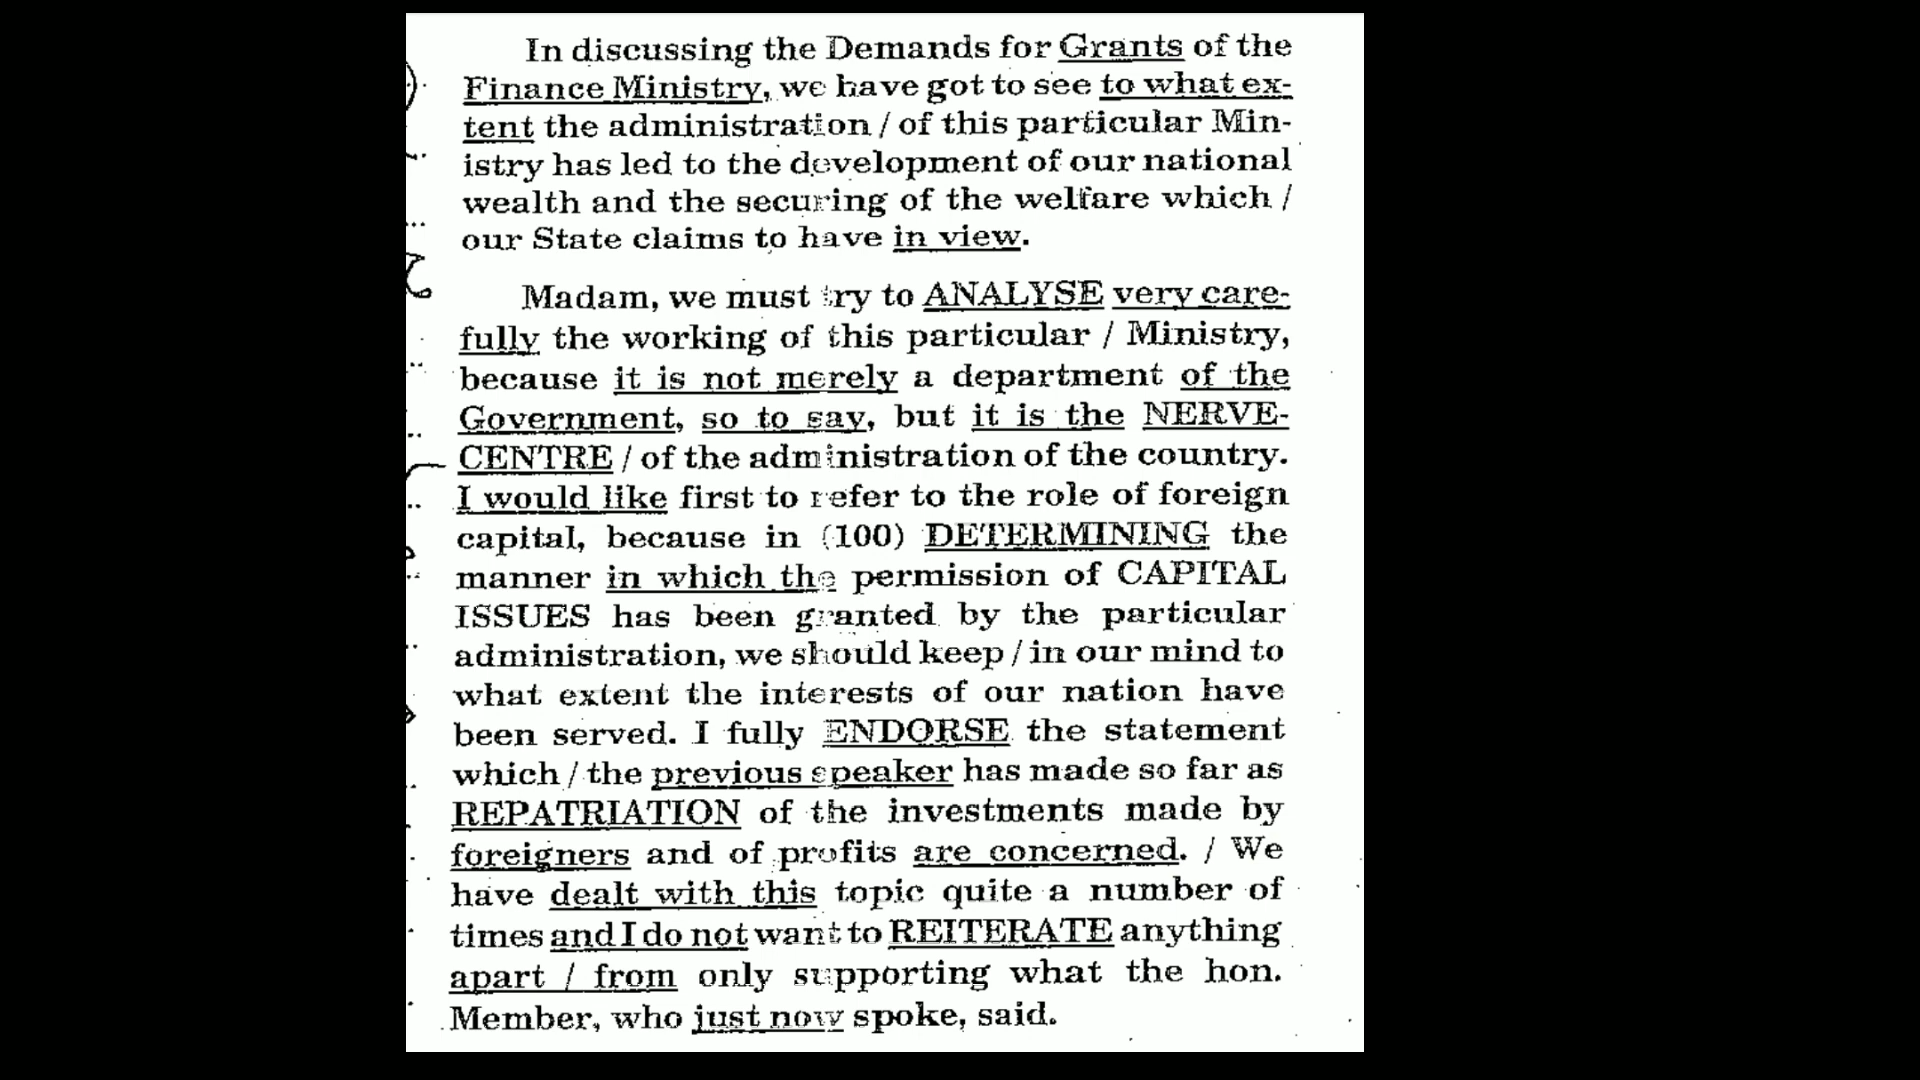 In discussing the Demands for Grants of the
Finance Ministry, we have got to see to what ex-
tent the administration / of this particular Min-
istry has led to the development of our national
wealth and the securing of the welfare which /
our State claims to have in view.
Madam, we must try to ANALYSE very care-
fully the working of this particular / Ministry,
because it is not merely a department of the
Government, so to say, but it is the NERVE-
CENTRE / of the administration of the country.
I would like first to refer to the role of foreign
capital, because in (100) DETERMINING the
manner in which the permission of CAPITAL
ISSUES has been granted by the particular
administration, we should keep / in our mind to
what extent the interests of our nation have
been served. I fully ENDORSE the statement
which / the previous speaker has made so far as
REPATRIATION of the investments made by
foreigners and of profits are concerned. / We
have dealt with this topic quite a number of
times and I do not want to REITERATE anything
apart / from only supporting what the hon.
Member, who just now spoke, said.